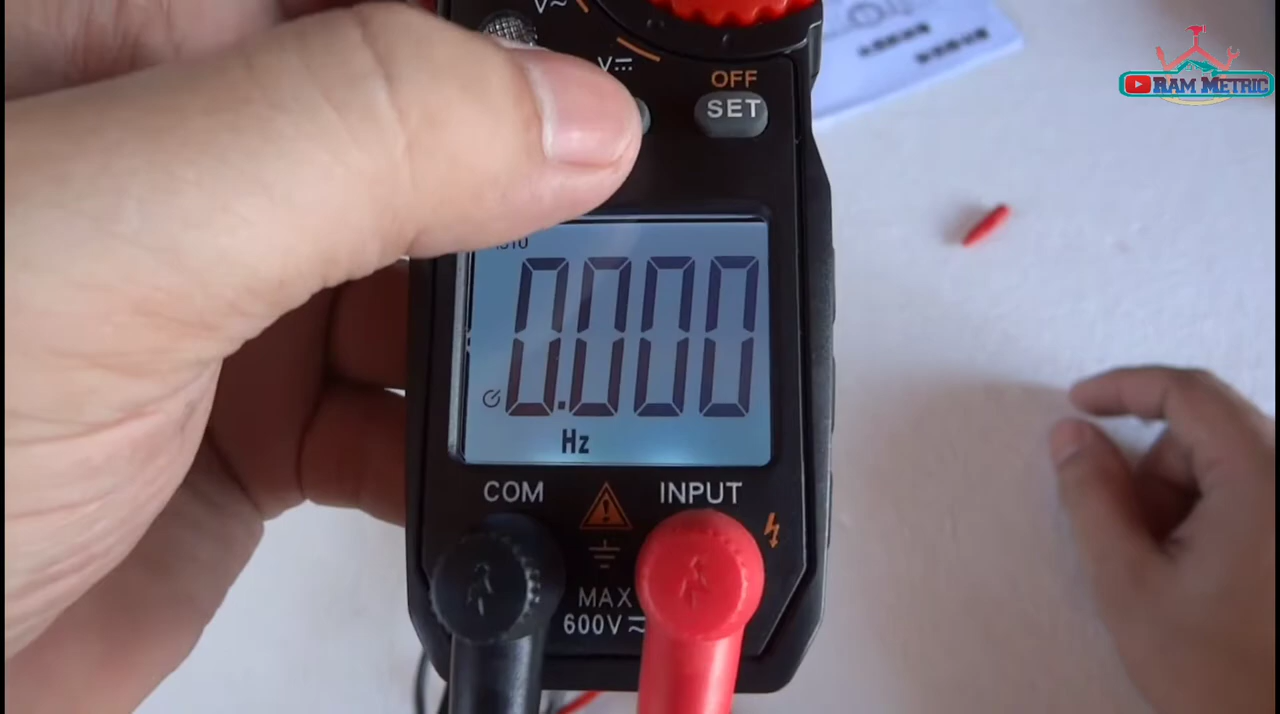 V~
V⎓
OFF
SET
RAM METRIC
0.000
Hz
COM
INPUT
MAX
600V